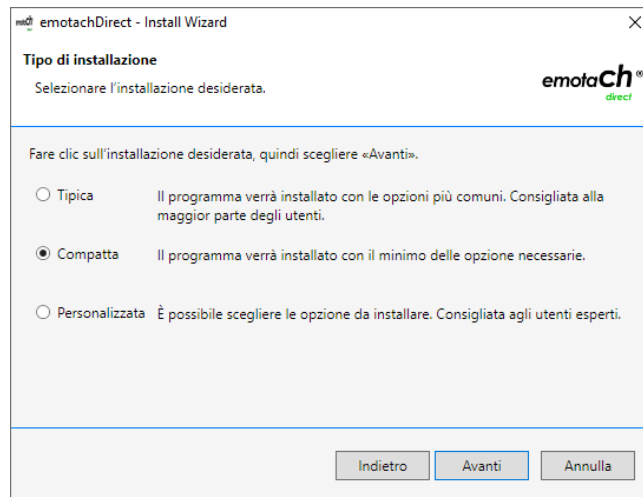 emotachDirect - Install Wizard
Tipo di installazione
Selezionare l'installazione desiderata.
emotach®
direct
Fare clic sull'installazione desiderata, quindi scegliere «Avanti».
Tipica
Il programma verrà installato con le opzioni più comuni. Consigliata alla
maggior parte degli utenti.
Compatta
Il programma verrà installato con il minimo delle opzione necessarie.
Personalizzata
È possibile scegliere le opzione da installare. Consigliata agli utenti esperti.
Indietro
Avanti
Annulla